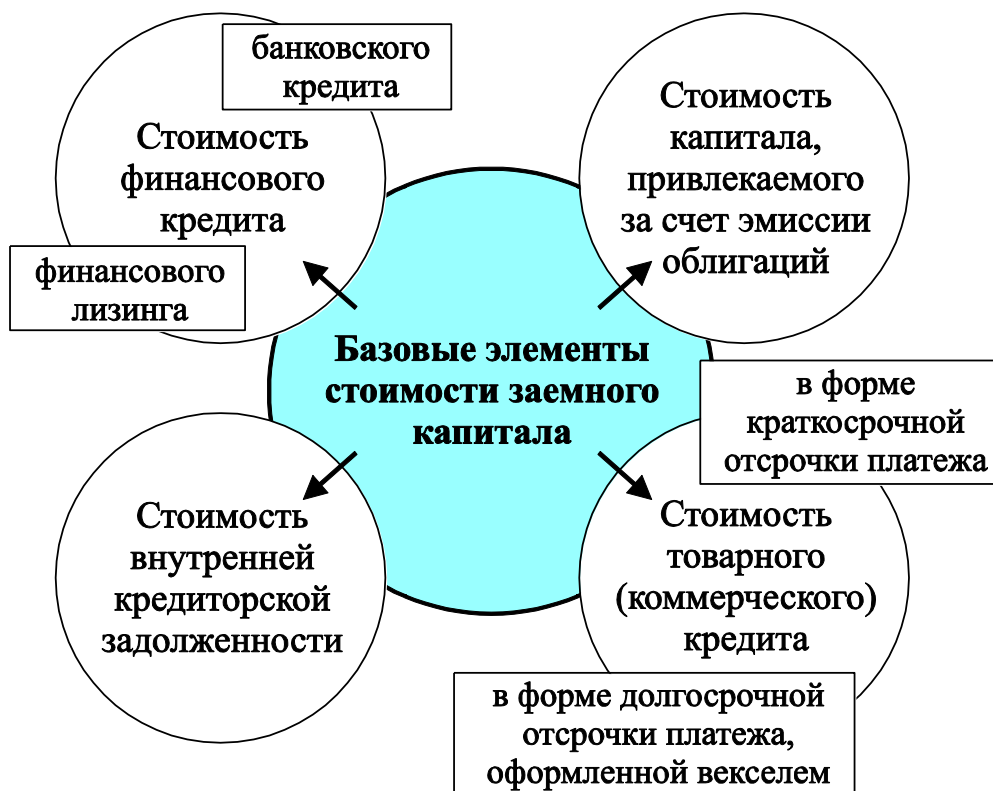 банковского
кредита
Стоимость
финансового
кредита
финансового
лизинга
Стоимость
капитала,
привлекаемого
за счет эмиссии
облигаций
Базовые элементы
стоимости заемного
капитала
Стоимость
внутренней
кредиторской
задолженности
в форме
краткосрочной
отсрочки платежа
Стоимость
товарного
(коммерческого)
кредита
в форме долгосрочной
отсрочки платежа,
оформленной векселем